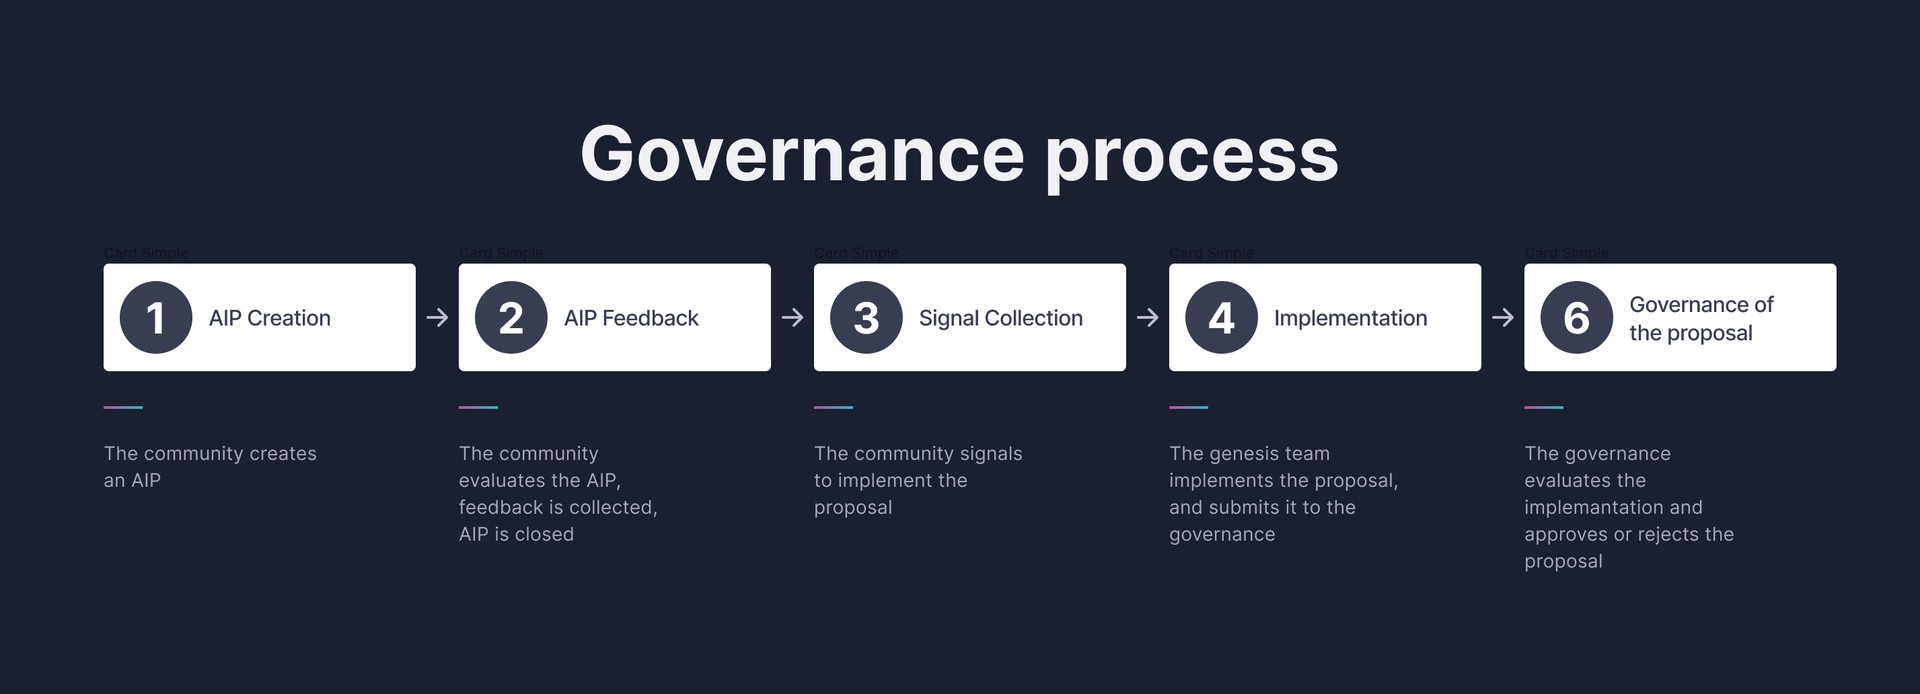 Governance process
Card Simple
Card Simple
Card Simple
Card Simple
Card Simple
1
AIP Creation
2
AIP Feedback
3
Signal Collection
4
Implementation
6
Governance of
the proposal
The community creates
an AIP
The community
evaluates the AIP,
feedback is collected,
AIP is closed
The community signals
to implement the
proposal
The genesis team
implements the proposal,
and submits it to the
governance
The governance
evaluates the
implemantation and
approves or rejects the
proposal